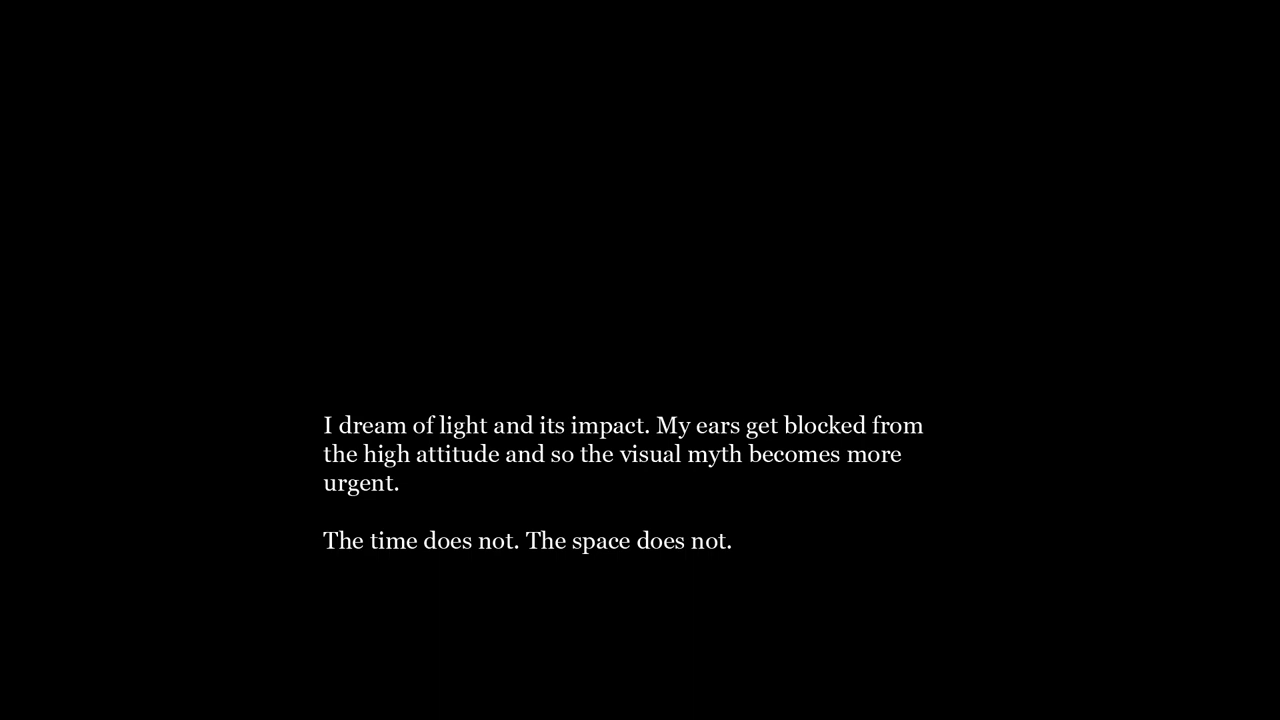 I dream of light and its impact. My ears get blocked from
the high attitude and so the visual myth becomes more
urgent.
The time does not. The space does not.